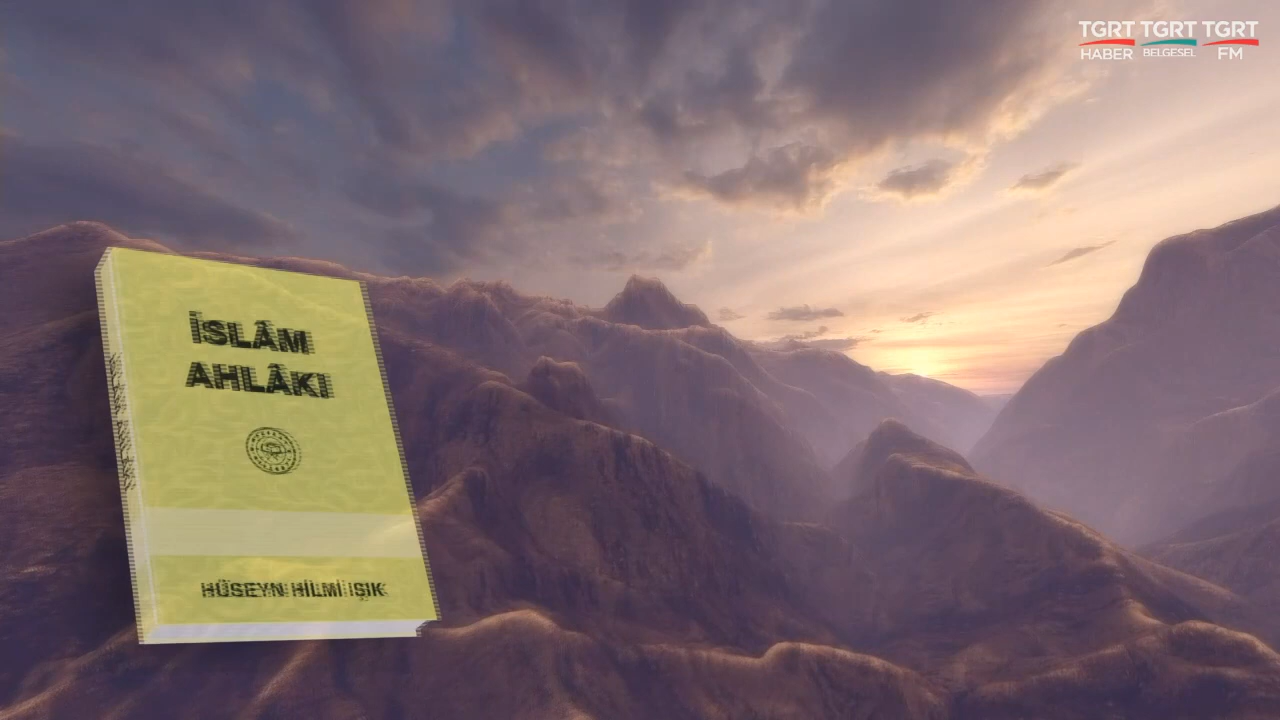 TGRT TGRT TGRT
HABER BELGESEL FM
İSLÂM
AHLÂKI
HÜSEYN HİLMİ IŞIK